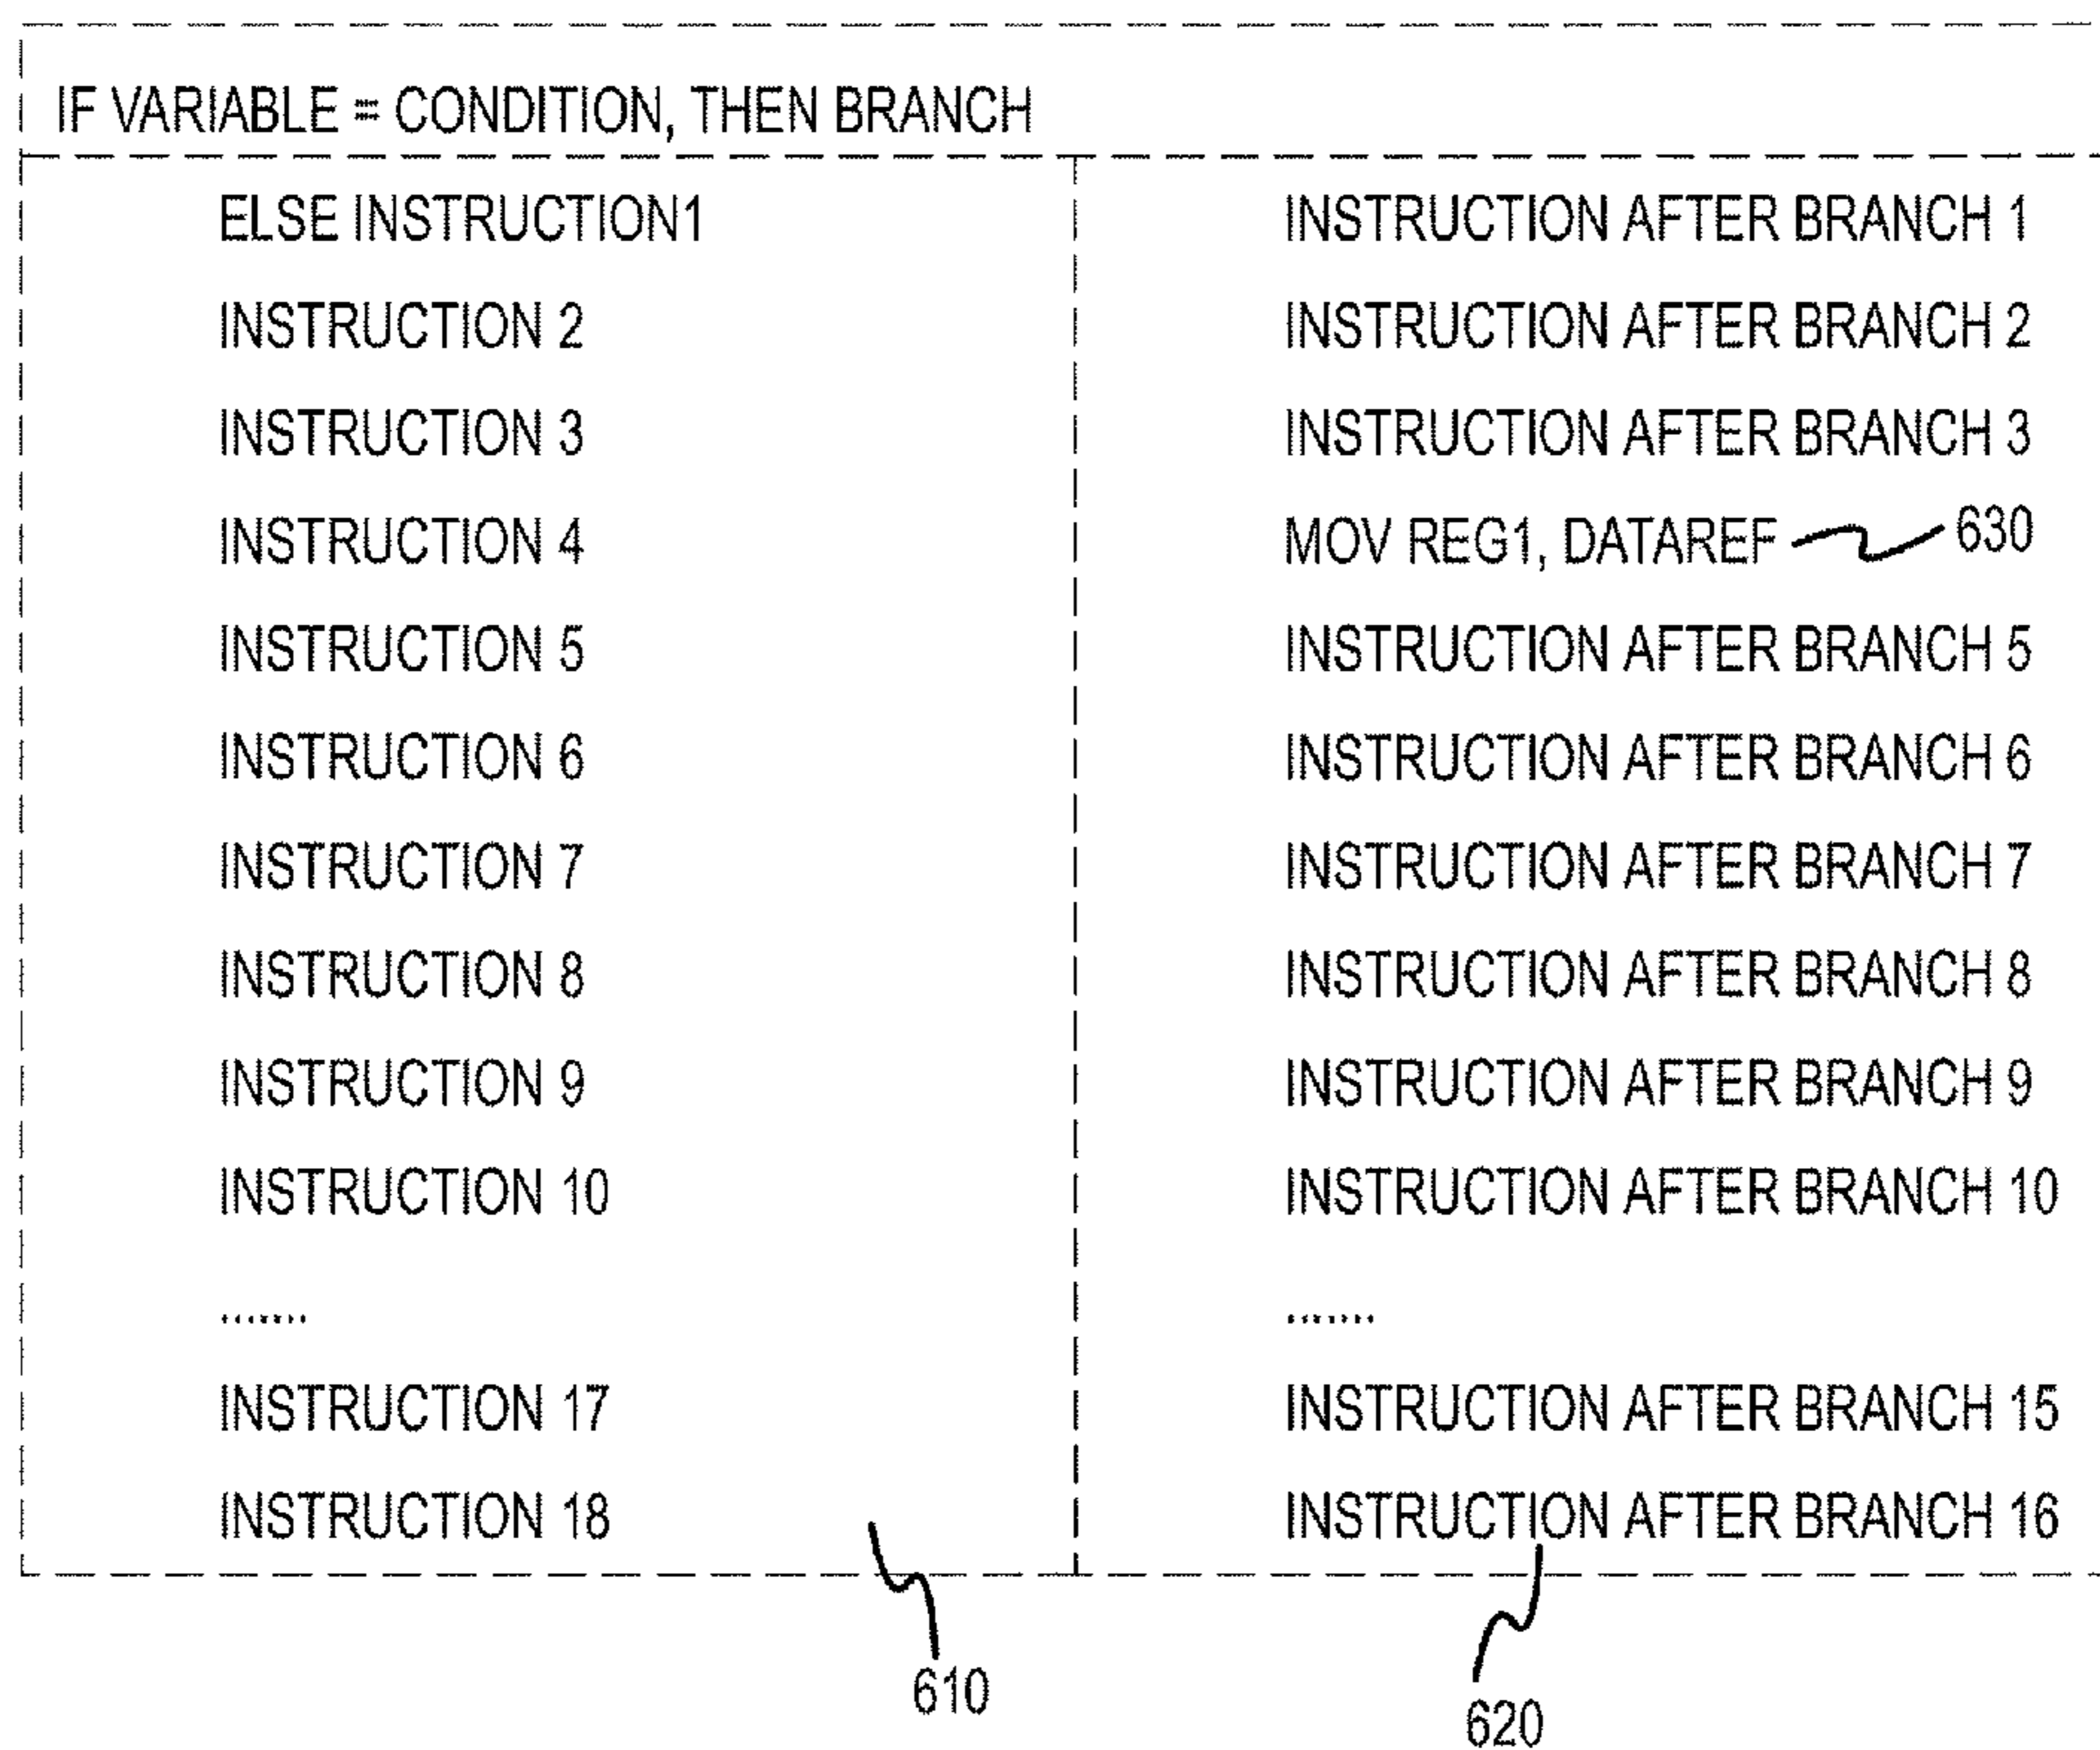 IF VARIABLE = CONDITION, THEN BRANCH
ELSE INSTRUCTION1
INSTRUCTION 2
INSTRUCTION 3
INSTRUCTION 4
INSTRUCTION 5
INSTRUCTION 6
INSTRUCTION 7
INSTRUCTION 8
INSTRUCTION 9
INSTRUCTION 10
.......
INSTRUCTION 17
INSTRUCTION 18
610
INSTRUCTION AFTER BRANCH 1
INSTRUCTION AFTER BRANCH 2
INSTRUCTION AFTER BRANCH 3
MOV REG1, DATAREF 630
INSTRUCTION AFTER BRANCH 5
INSTRUCTION AFTER BRANCH 6
INSTRUCTION AFTER BRANCH 7
INSTRUCTION AFTER BRANCH 8
INSTRUCTION AFTER BRANCH 9
INSTRUCTION AFTER BRANCH 10
.......
INSTRUCTION AFTER BRANCH 15
INSTRUCTION AFTER BRANCH 16
620